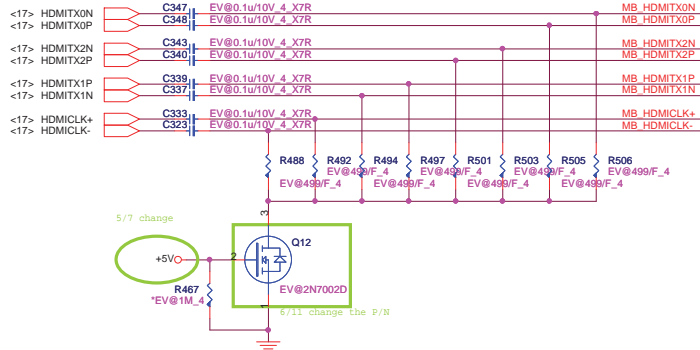 <17> HDMITX0N C347 EV@0.1u/10V_4_X7R MB_HDMITX0N
<17> HDMITX0P C348 EV@0.1u/10V_4_X7R MB_HDMITX0P
<17> HDMITX2N C343 EV@0.1u/10V_4_X7R MB_HDMITX2N
<17> HDMITX2P C340 EV@0.1u/10V_4_X7R MB_HDMITX2P
<17> HDMITX1P C339 EV@0.1u/10V_4_X7R MB_HDMITX1P
<17> HDMITX1N C337 EV@0.1u/10V_4_X7R MB_HDMITX1N
<17> HDMICLK+ C333 EV@0.1u/10V_4_X7R MB_HDMICLK+
<17> HDMICLK- C323 EV@0.1u/10V_4_X7R MB_HDMICLK-
R488 R492 R494 R497 R501 R503 R505 R506
EV@499/F_4 EV@499/F_4 EV@499/F_4 EV@499/F_4
EV@499/F_4 EV@499/F_4 EV@499/F_4 EV@499/F_4
5/7 change
3
Q12
+5V
2
R467
EV@2N7002D
*EV@1M_4
1
6/11 change the P/N